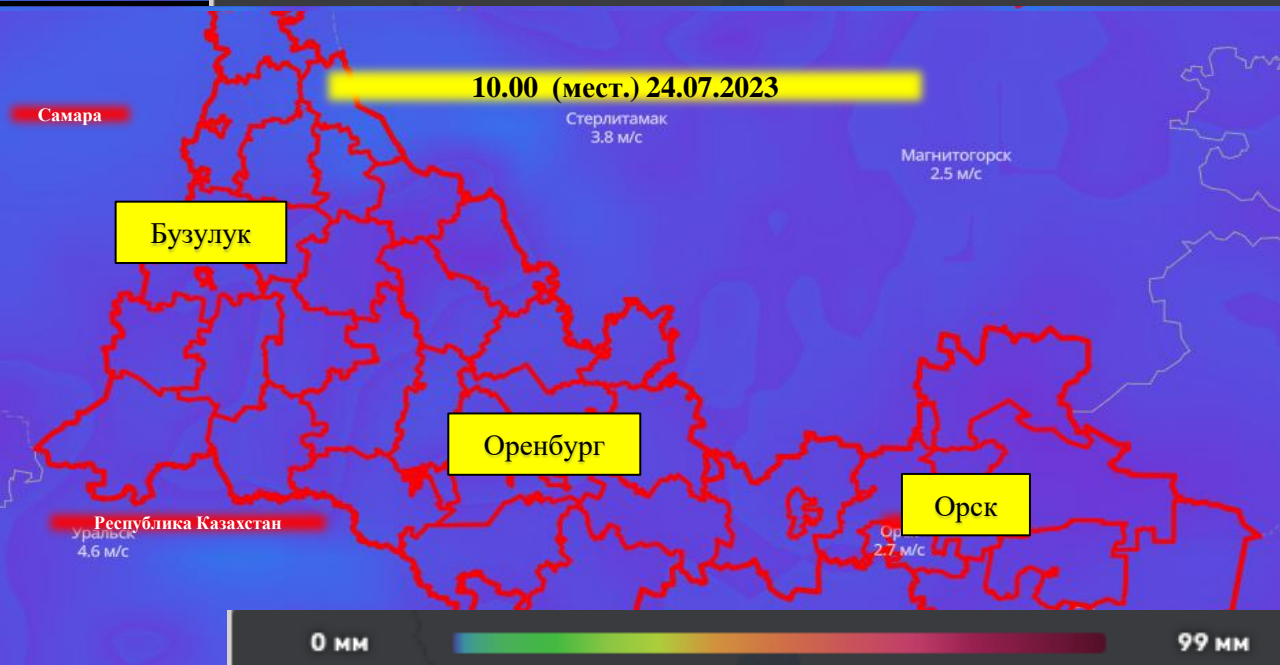 10.00 (мест.) 24.07.2023
Самара
Стерлитамак
3.8 м/с
Магнитогорск
2.5 м/с
Бузулук
Оренбург
Орск
Республика Казахстан
Уральск
4.6 м/с
2.7 м/с
0 мм
99 мм